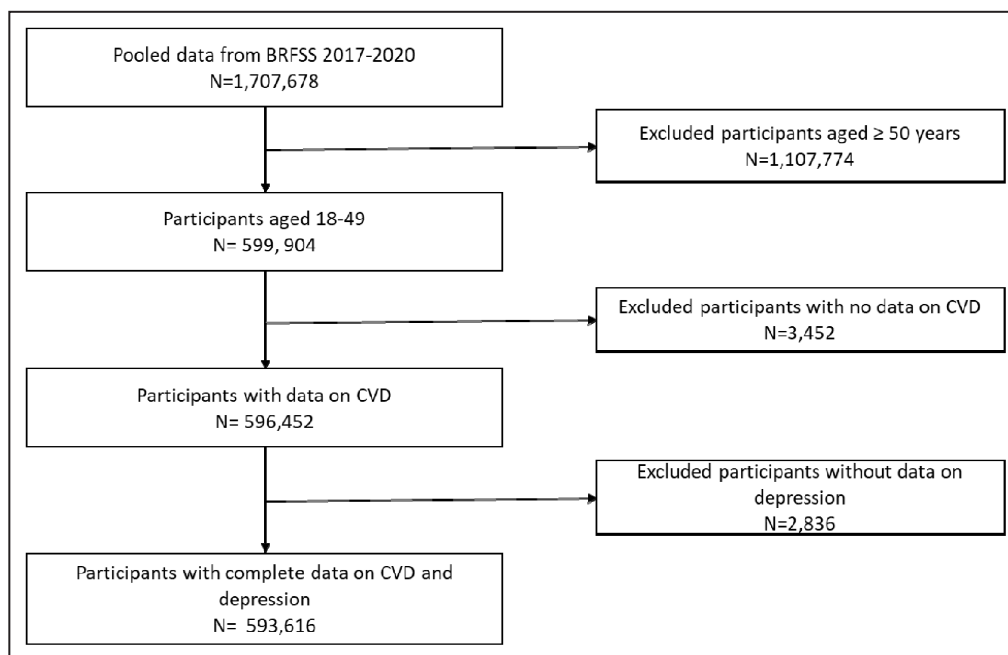 Pooled data from BRFSS 2017-2020
N=1,707,678
Excluded participants aged ≥ 50 years
N=1,107,774
Participants aged 18-49
N= 599, 904
Excluded participants with no data on CVD
N=3,452
Participants with data on CVD
N= 596,452
Excluded participants without data on
depression
N=2,836
Participants with complete data on CVD and
depression
N= 593,616